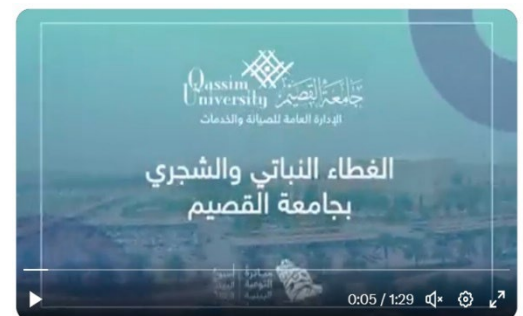 Qassim
University
جامعة القصيم
الإدارة العامة للصيانة والخدمات
الغطاء النباتي والشجري
بجامعة القصيم
0:05 / 1:29